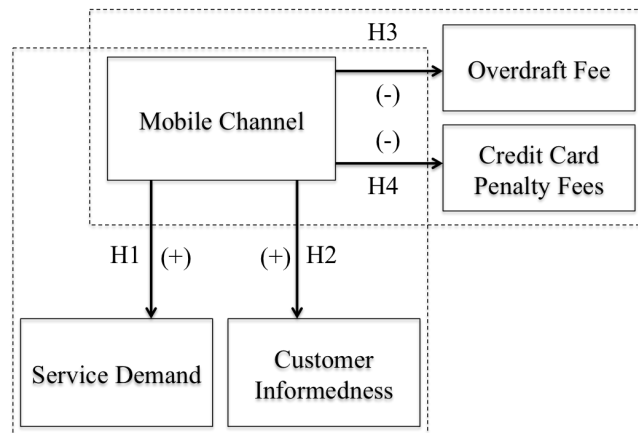 H3
Overdraft Fee
(-)
Mobile Channel
(-)
Credit Card
Penalty Fees
H4
H1 (+) (+) H2
Service Demand
Customer
Informedness